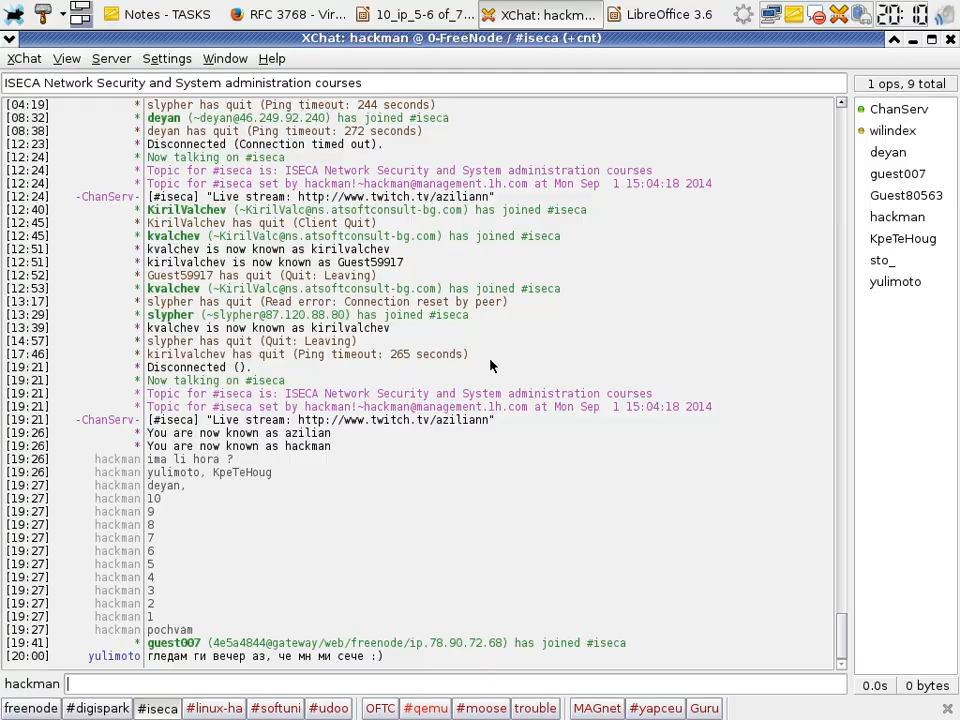 Notes - TASKS
RFC 3768 - Vir...
10_ip_5-6 of_7...
XChat: hackm...
LibreOffice 3.6
20:10
XChat: hackman @ 0-FreeNode / #iseca (+cnt)
XChat View Server Settings Window Help
ISECA Network Security and System administration courses
1 ops, 9 total
[04:19] * slypher has quit (Ping timeout: 244 seconds)
[08:32] * deyan (~deyan@46.249.92.240) has joined #iseca
[08:38] * deyan has quit (Ping timeout: 272 seconds)
[12:23] * Disconnected (Connection timed out).
[12:24] * Now talking on #iseca
[12:24] * Topic for #iseca is: ISECA Network Security and System administration courses
[12:24] * Topic for #iseca set by hackman!~hackman@management.1h.com at Mon Sep 1 15:04:18 2014
[12:24] -ChanServ- [#iseca] "Live stream: http://www.twitch.tv/aziliann"
[12:40] * KirilValchev (~KirilValc@ns.atsoftconsult-bg.com) has joined #iseca
[12:45] * KirilValchev has quit (Client Quit)
[12:45] * kvalchev (~KirilValc@ns.atsoftconsult-bg.com) has joined #iseca
[12:51] * kvalchev is now known as kirilvalchev
[12:51] * kirilvalchev is now known as Guest59917
[12:52] * Guest59917 has quit (Quit: Leaving)
[12:53] * kvalchev (~KirilValc@ns.atsoftconsult-bg.com) has joined #iseca
[13:17] * slypher has quit (Read error: Connection reset by peer)
[13:29] * slypher (~slypher@87.120.88.80) has joined #iseca
[13:39] * kvalchev is now known as kirilvalchev
[14:57] * slypher has quit (Quit: Leaving)
[17:46] * kirilvalchev has quit (Ping timeout: 265 seconds)
[19:21] * Disconnected ().
[19:21] * Now talking on #iseca
[19:21] * Topic for #iseca is: ISECA Network Security and System administration courses
[19:21] * Topic for #iseca set by hackman!~hackman@management.1h.com at Mon Sep 1 15:04:18 2014
[19:21] -ChanServ- [#iseca] "Live stream: http://www.twitch.tv/aziliann"
[19:26] * You are now known as azilian
[19:26] * You are now known as hackman
[19:26] hackman ima li hora ?
[19:26] hackman yulimoto, KpeTeHoug
[19:27] hackman deyan,
[19:27] hackman 10
[19:27] hackman 9
[19:27] hackman 8
[19:27] hackman 7
[19:27] hackman 6
[19:27] hackman 5
[19:27] hackman 4
[19:27] hackman 3
[19:27] hackman 2
[19:27] hackman 1
[19:27] hackman pochvam
[19:41] * guest007 (4e5a4844@gateway/web/freenode/ip.78.90.72.68) has joined #iseca
[20:00] yulimoto гледам ги вечер аз, че мн ми сече :)
ChanServ
wilindex
deyan
guest007
Guest80563
hackman
KpeTeHoug
sto_
yulimoto
hackman
0.0s 0 bytes
freenode #digispark #iseca #linux-ha #softuni #udoo OFTC #qemu #moose trouble MAGnet #yapceu Guru